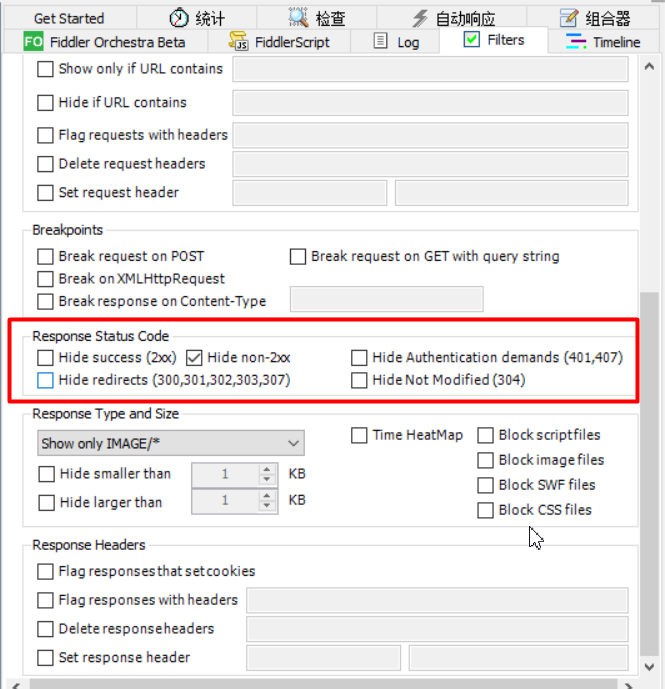 Get Started 统计 检查 自动响应 组合器
FO Fiddler Orchestra Beta JS FiddlerScript Log Filters Timeline
Show only if URL contains
Hide if URL contains
Flag requests with headers
Delete request headers
Set request header
Breakpoints
Break request on POST Break request on GET with query string
Break on XMLHttpRequest
Break response on Content-Type
Response Status Code
Hide success (2xx) Hide non-2xx Hide Authentication demands (401,407)
Hide redirects (300,301,302,303,307) Hide Not Modified (304)
Response Type and Size
Show only IMAGE/* Time HeatMap Block script files
Block image files
Hide smaller than 1 KB
Block SWF files
Hide larger than 1 KB
Block CSS files
Response Headers
Flag responses that set cookies
Flag responses with headers
Delete response headers
Set response header